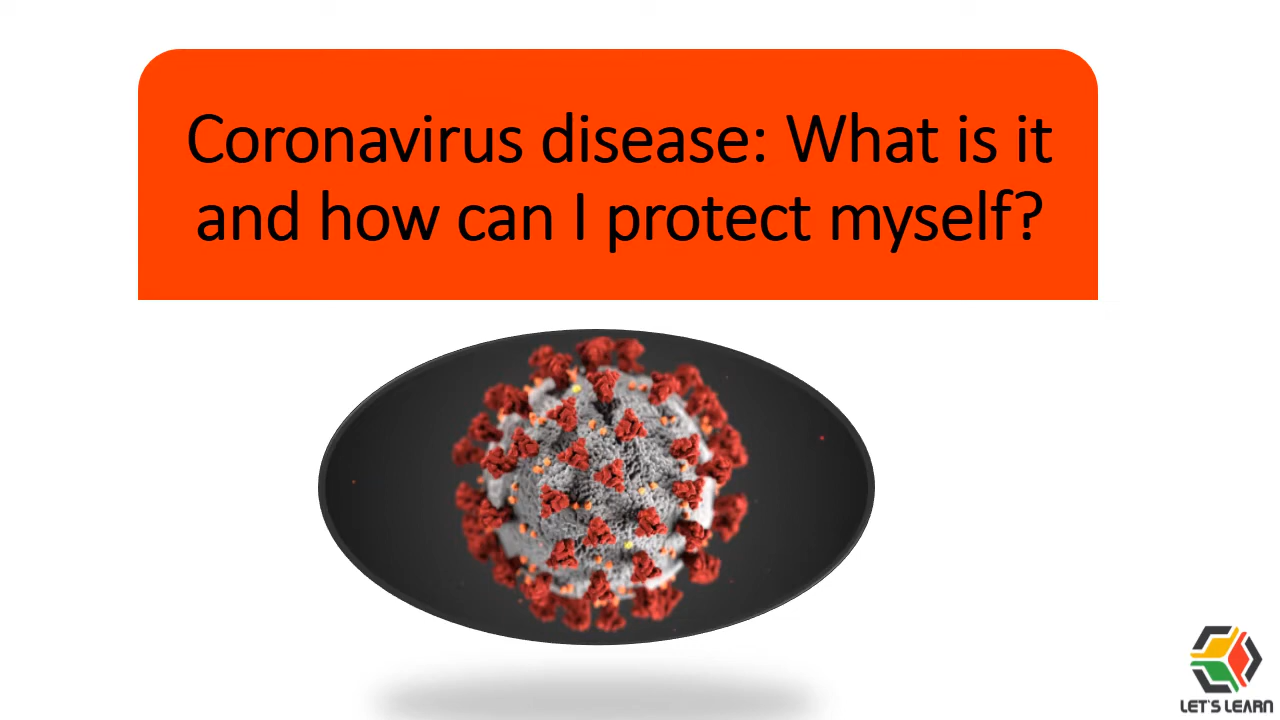 Coronavirus disease: What is it
and how can I protect myself?
LET'S LEARN